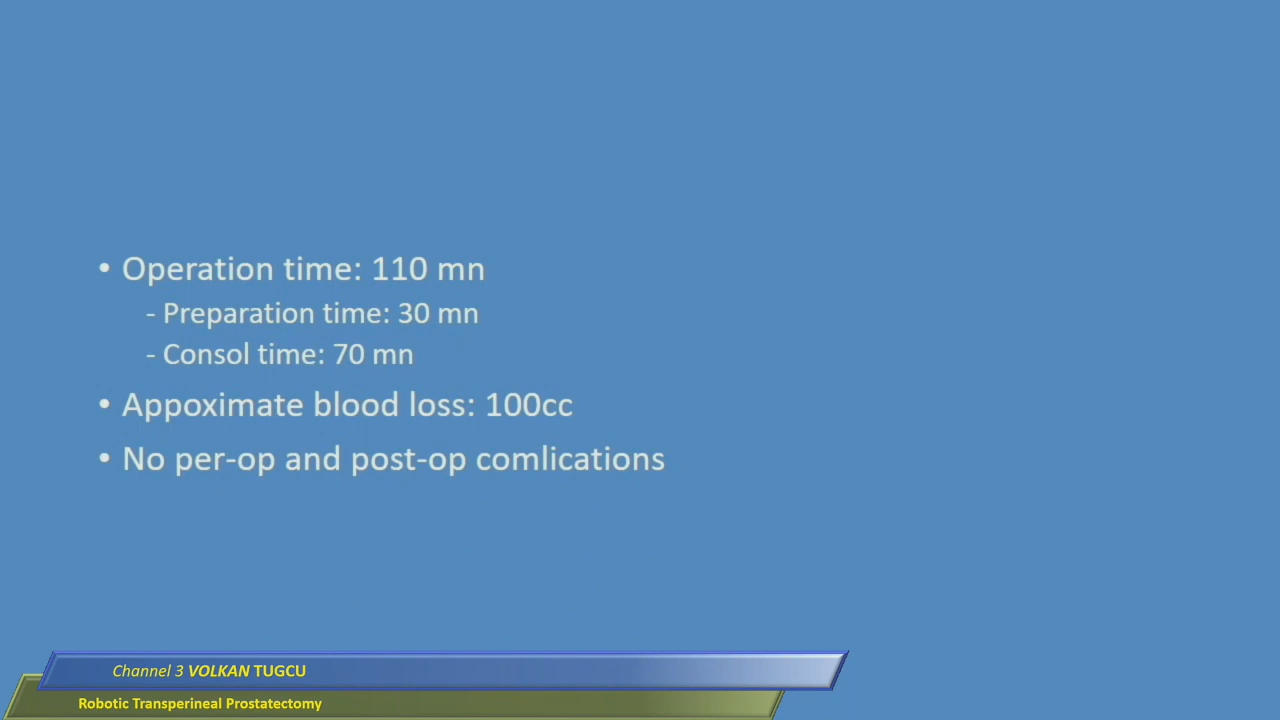 • Operation time: 110 mn
- Preparation time: 30 mn
- Consol time: 70 mn
• Appoximate blood loss: 100cc
• No per-op and post-op comlications
Channel 3 VOLKAN TUGCU
Robotic Transperineal Prostatectomy